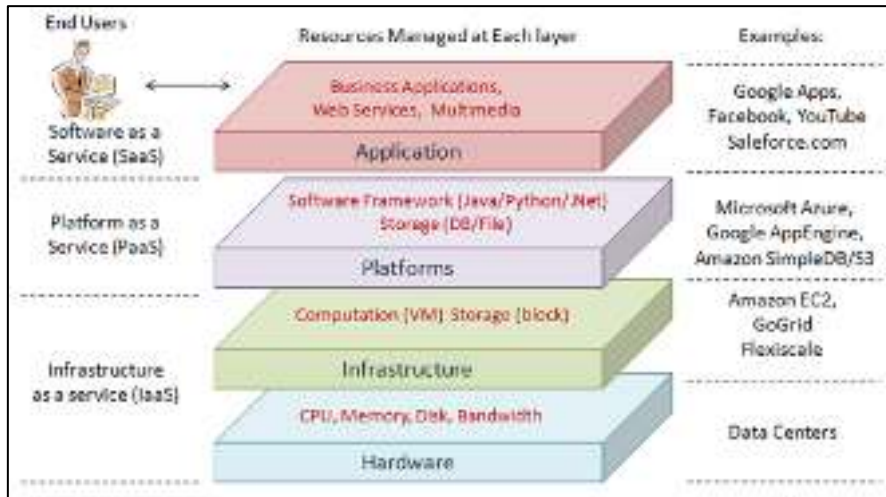 End Users
Resources Managed at Each layer
Examples:
Business Applications,
Web Services, Multimedia
Application
Software as a
Service (SaaS)
Google Apps,
Facebook, YouTube
Saleforce.com
Software Framework (Java/Python/.Net)
Storage (DB/File)
Platforms
Platform as a
Service (PaaS)
Microsoft Azure,
Google AppEngine,
Amazon SimpleDB/S3
Computation (VM) Storage (block)
Infrastructure
Amazon EC2,
GoGrid
Flexiscale
Infrastructure
as a service (IaaS)
CPU, Memory, Disk, Bandwidth
Hardware
Data Centers